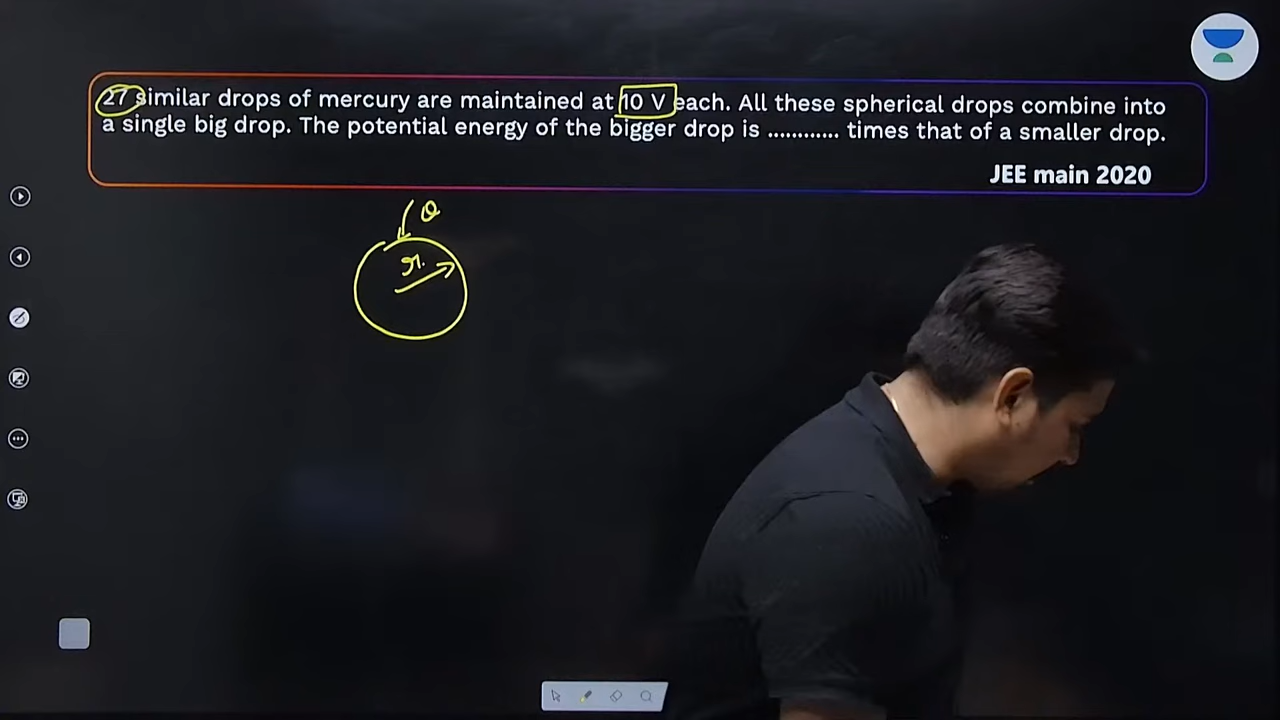 27 similar drops of mercury are maintained at 10 V each. All these spherical drops combine into
a single big drop. The potential energy of the bigger drop is ............ times that of a smaller drop.
JEE main 2020
Q
r